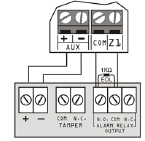 + − COM Z1
AUX
1KΩ
EOL
+ − COM N.C. N.O. COM N.C.
TAMPER ALARM RELAY
OUTPUT